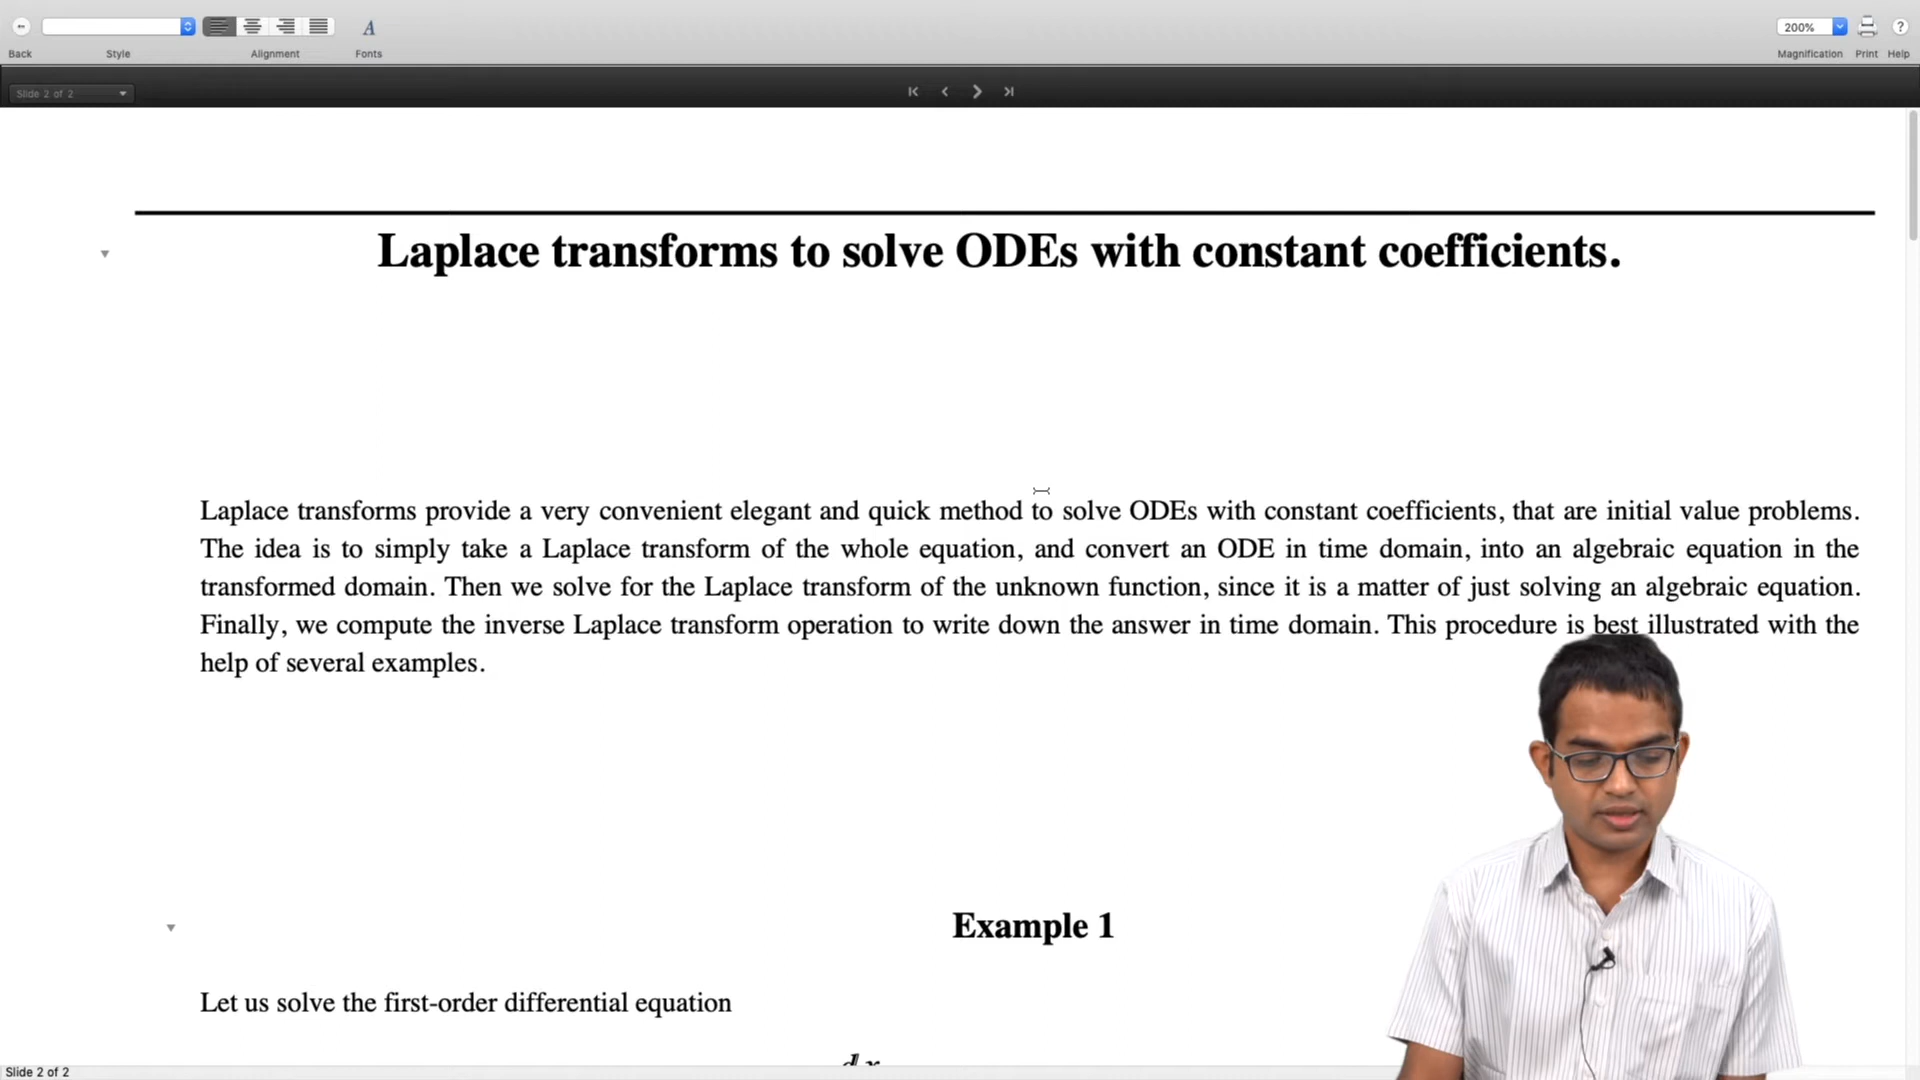 200%
Back Style Alignment Fonts Magnification Print Help
Slide 2 of 2
Laplace transforms to solve ODEs with constant coefficients.
Laplace transforms provide a very convenient elegant and quick method to solve ODEs with constant coefficients, that are initial value problems.
The idea is to simply take a Laplace transform of the whole equation, and convert an ODE in time domain, into an algebraic equation in the
transformed domain. Then we solve for the Laplace transform of the unknown function, since it is a matter of just solving an algebraic equation.
Finally, we compute the inverse Laplace transform operation to write down the answer in time domain. This procedure is best illustrated with the
help of several examples.
Example 1
Let us solve the first-order differential equation
Slide 2 of 2